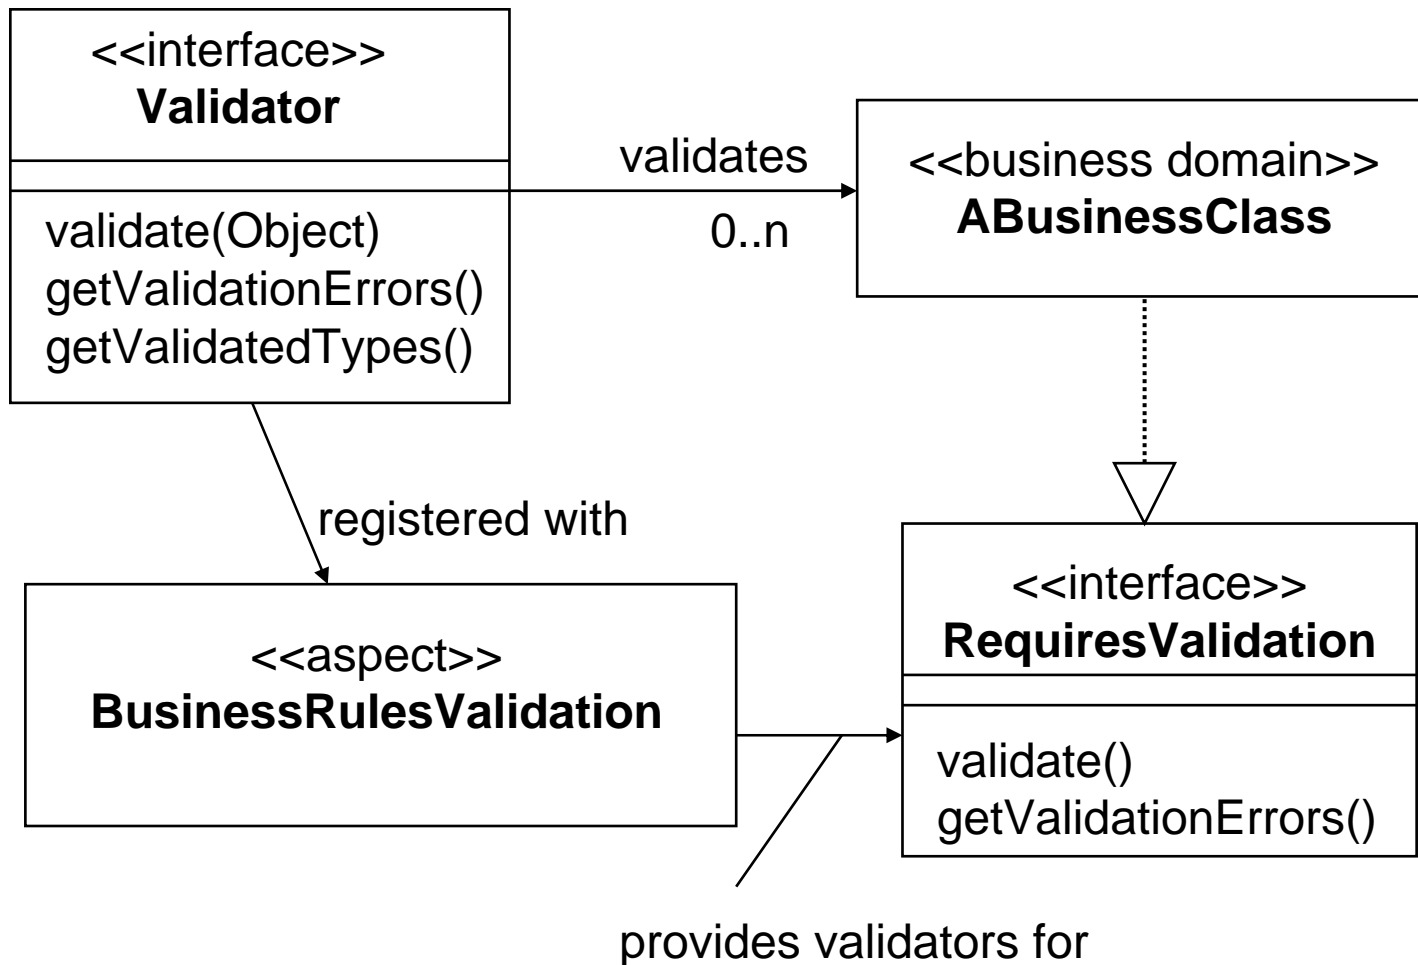 <<interface>>
Validator
validate(Object)
getValidationErrors()
getValidatedTypes()
validates
0..n
<<business domain>>
ABusinessClass
registered with
<<aspect>>
BusinessRulesValidation
<<interface>>
RequiresValidation
validate()
getValidationErrors()
provides validators for